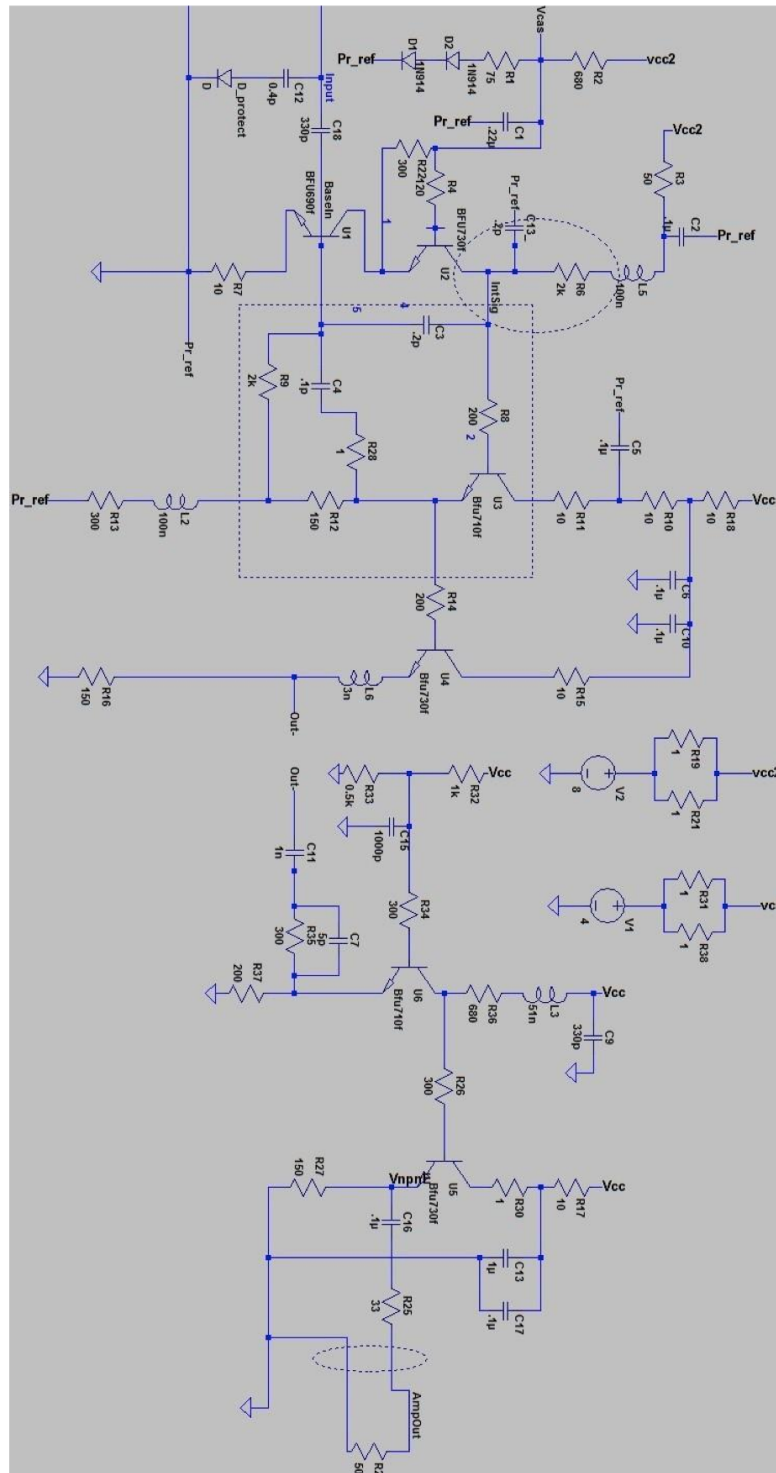 Vcas
D1
1N914
D2
1N914
R1
75
R2
680
vcc2
Pr_ref
D
D_protect
C12
0.4p
Input
C18
330p
Pr_ref
C1
.22µ
Vcc2
R3
50
R22
300
R4
120
Pr_ref
C13_
.2p
.1µ
C2
Pr_ref
BFU690f
BaseIn
U1
1
BFU730f
U2
R7
10
IntSig
R6
2k
L5
100n
Pr_ref
5
4
C3
.2p
R9
2k
C4
.1p
R28
1
R8
200
2
Pr_ref
C5
.1µ
Pr_ref
R13
300
L2
100n
R12
150
U3
Bfu710f
R11
10
R10
10
R18
10
Vcc
R14
200
C6
.1µ
C10
.1µ
R16
150
Out-
L6
3n
U4
Bfu730f
R15
10
Out-
R33
0.5k
R32
1k
Vcc
C15
1000p
V2
8
R19
1
R21
1
C11
1n
C7
5p
R35
300
R34
300
V1
4
R31
1
R38
1
R37
200
U6
Bfu710f
R36
680
L3
51n
Vcc
C9
330p
R26
300
R27
150
U5
Bfu730f
R30
1
R17
10
Vcc
C16
.1µ
C13
1µ
R25
33
C17
.1µ
AmpOut